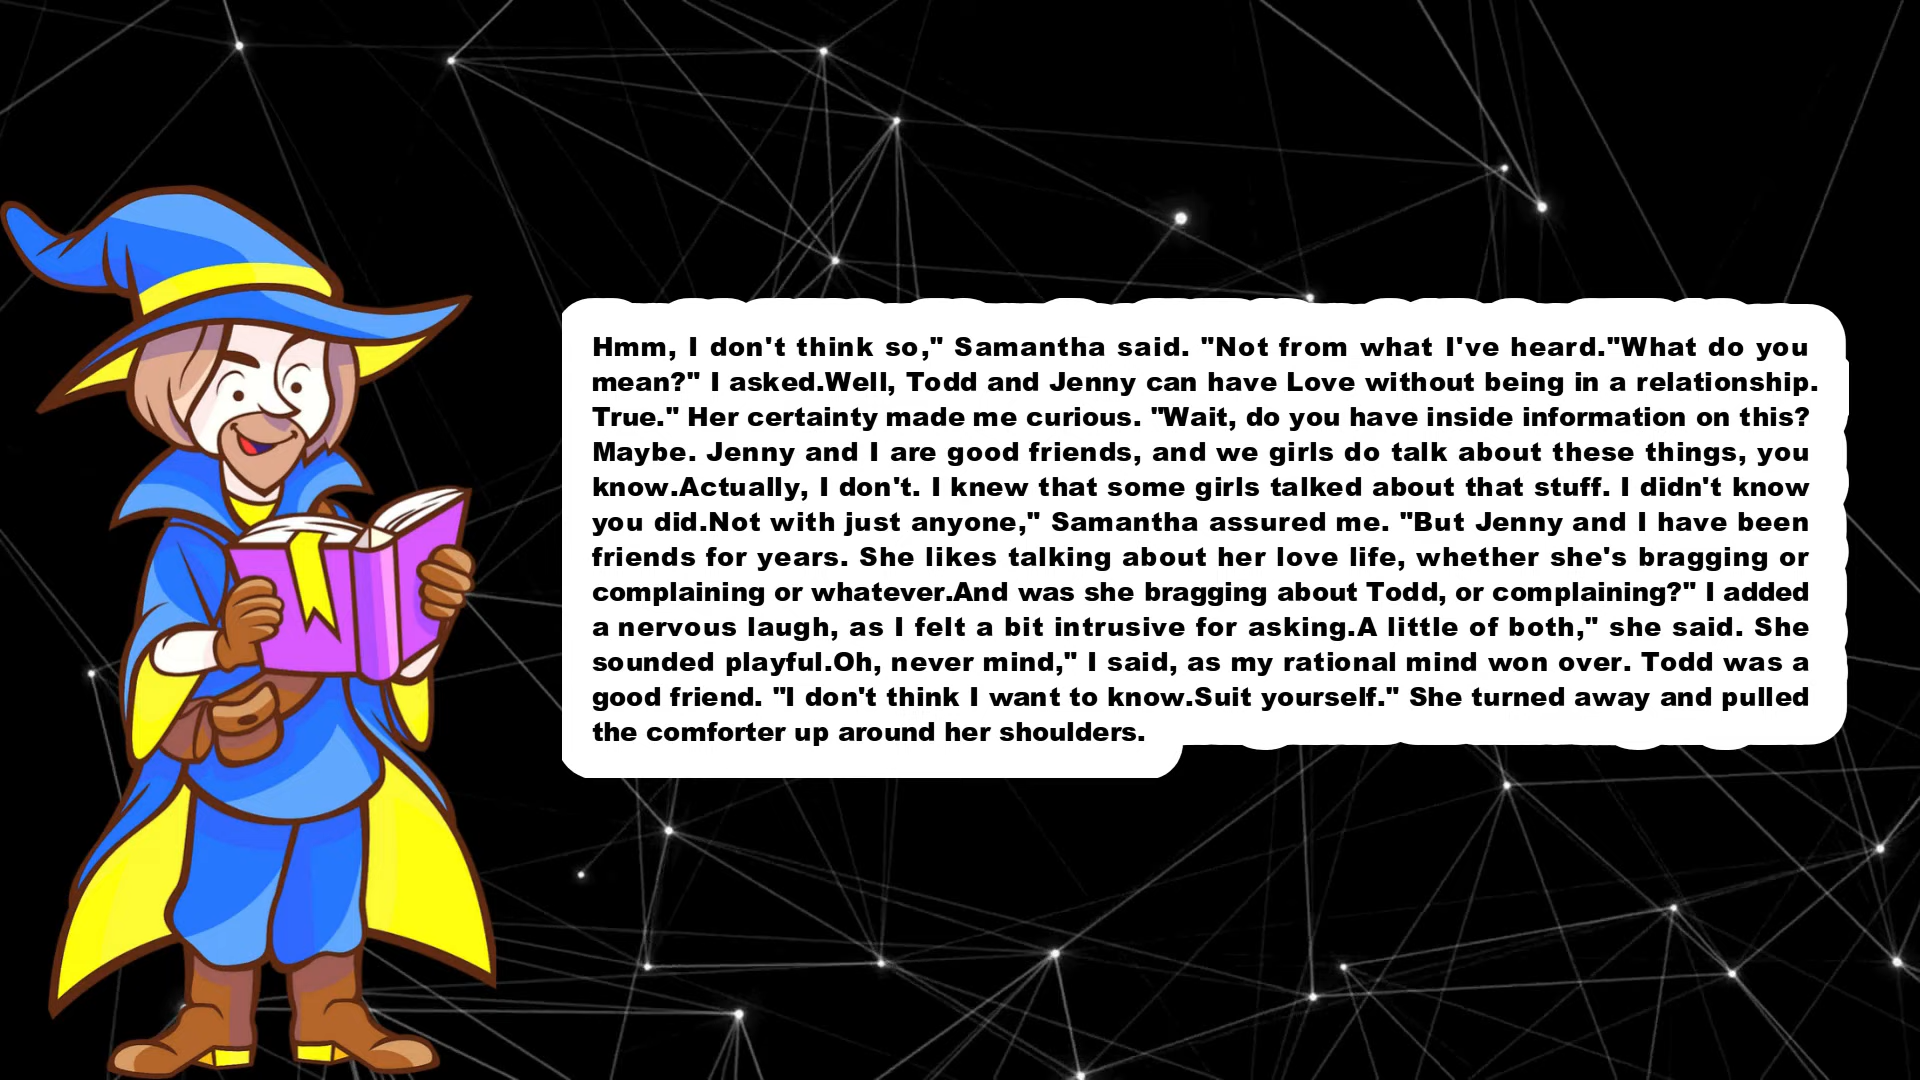 Hmm, I don't think so," Samantha said. "Not from what I've heard."What do you
mean?" I asked.Well, Todd and Jenny can have Love without being in a relationship.
True." Her certainty made me curious. "Wait, do you have inside information on this?
Maybe. Jenny and I are good friends, and we girls do talk about these things, you
know.Actually, I don't. I knew that some girls talked about that stuff. I didn't know
you did.Not with just anyone," Samantha assured me. "But Jenny and I have been
friends for years. She likes talking about her love life, whether she's bragging or
complaining or whatever.And was she bragging about Todd, or complaining?" I added
a nervous laugh, as I felt a bit intrusive for asking.A little of both," she said. She
sounded playful.Oh, never mind," I said, as my rational mind won over. Todd was a
good friend. "I don't think I want to know.Suit yourself." She turned away and pulled
the comforter up around her shoulders.